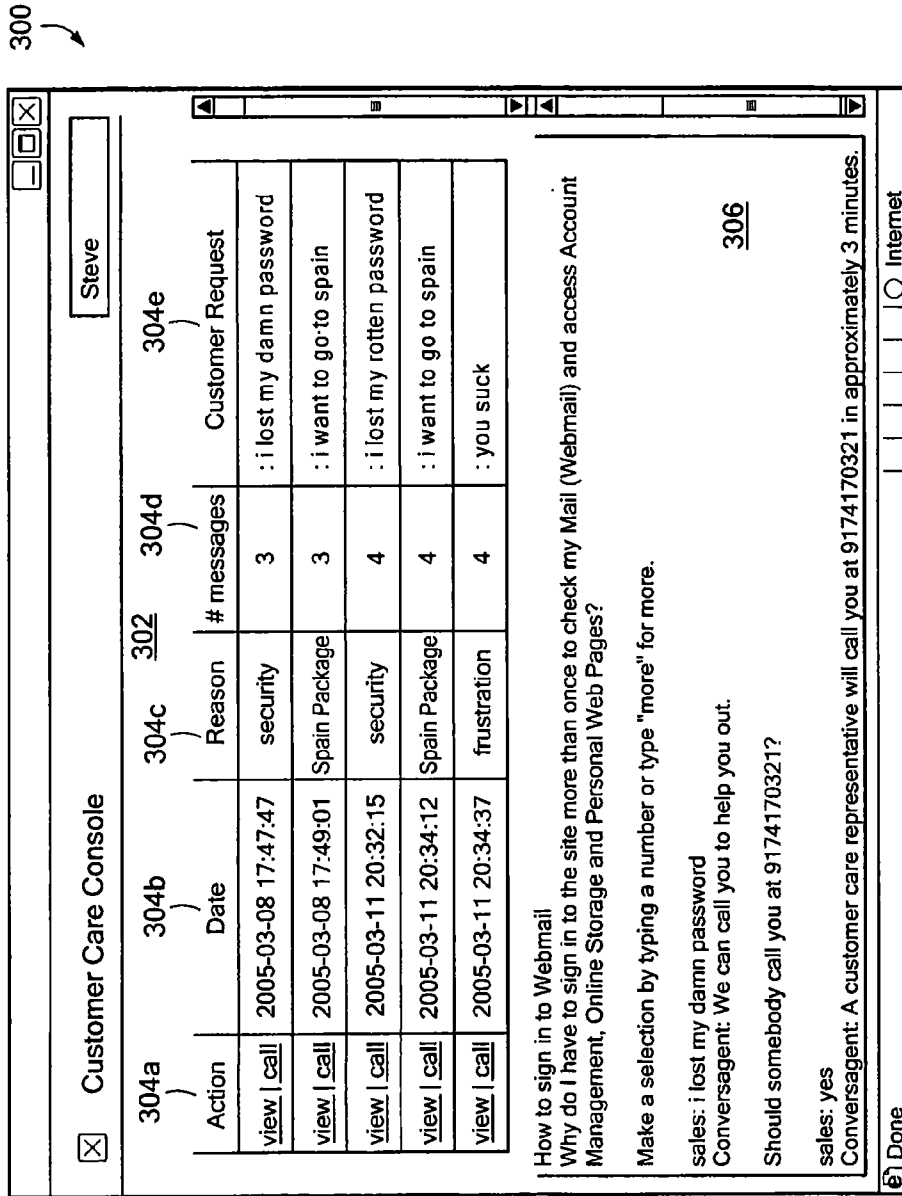 300
Customer Care Console
Steve
302
304a 304b 304c 304d 304e
Action Date Reason # messages Customer Request
view | call 2005-03-08 17:47:47 security 3 : i lost my damn password
view | call 2005-03-08 17:49:01 Spain Package 3 : i want to go to spain
view | call 2005-03-11 20:32:15 security 4 : i lost my rotten password
view | call 2005-03-11 20:34:12 Spain Package 4 : i want to go to spain
view | call 2005-03-11 20:34:37 frustration 4 : you suck
How to sign in to Webmail
Why do I have to sign in to the site more than once to check my Mail (Webmail) and access Account
Management, Online Storage and Personal Web Pages?
Make a selection by typing a number or type "more" for more.
306
sales: i lost my damn password
Conversagent: We can call you to help you out.
Should somebody call you at 9174170321?
sales: yes
Conversagent: A customer care representative will call you at 9174170321 in approximately 3 minutes.
Done
Internet